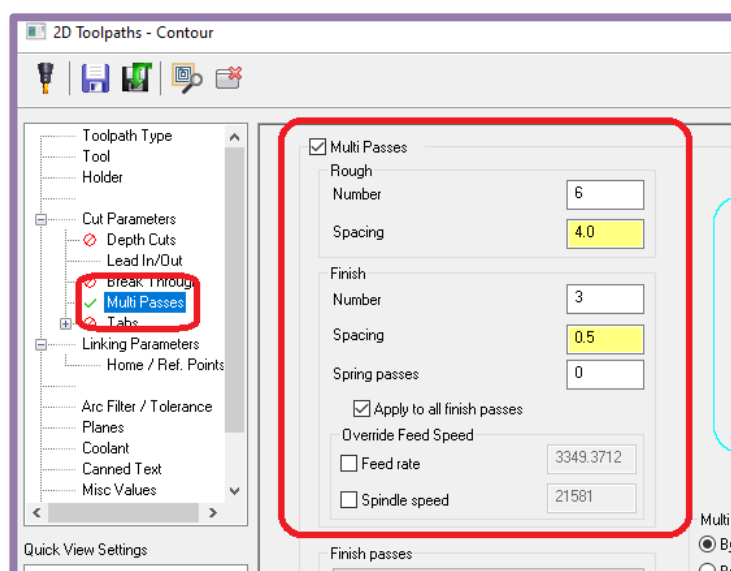 2D Toolpaths - Contour
Toolpath Type
Tool
Holder
Cut Parameters
Depth Cuts
Lead In/Out
Break Through
Multi Passes
Tabs
Linking Parameters
Home / Ref. Points
Arc Filter / Tolerance
Planes
Coolant
Canned Text
Misc Values
Quick View Settings
Multi Passes
Rough
Number 6
Spacing 4.0
Finish
Number 3
Spacing 0.5
Spring passes 0
Apply to all finish passes
Override Feed Speed
Feed rate 3349.3712
Spindle speed 21581
Finish passes
Multi